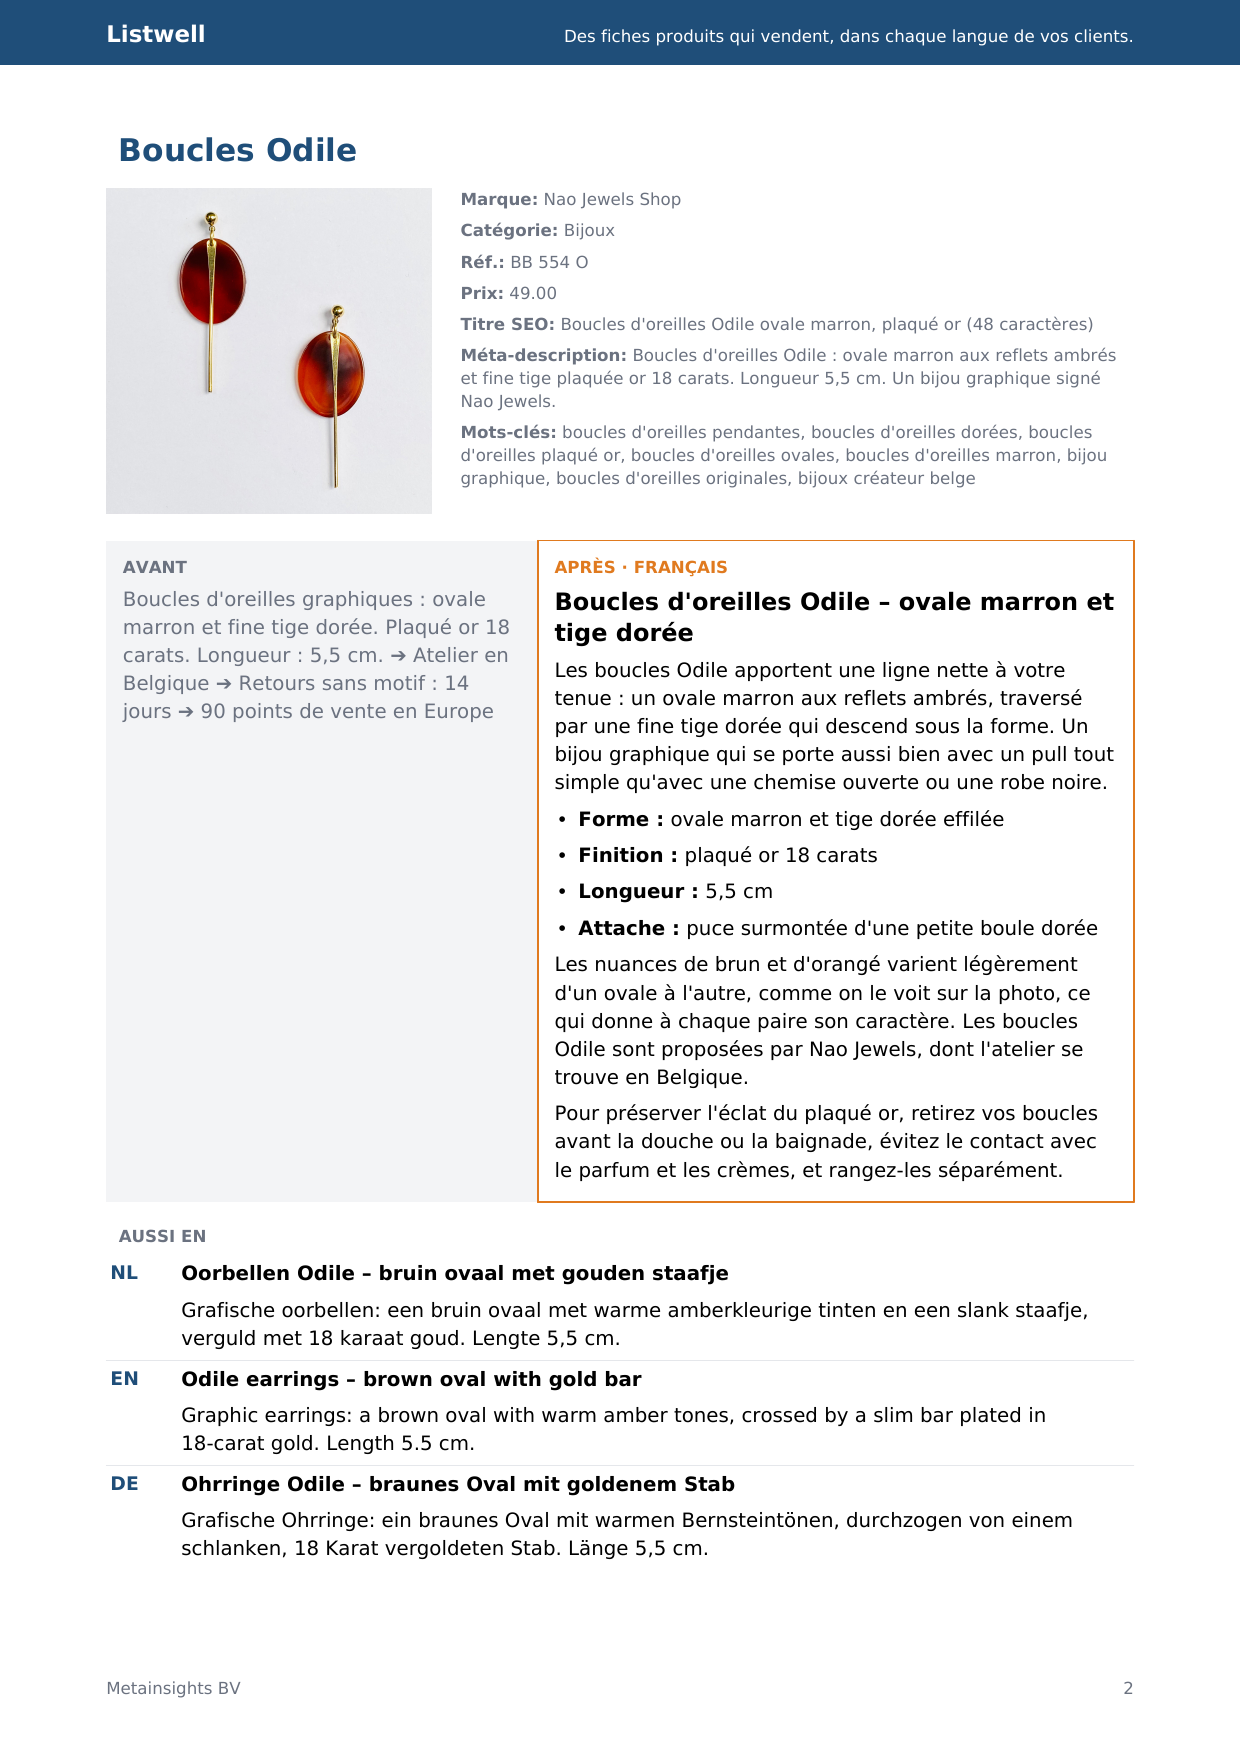 Listwell
Des fiches produits qui vendent, dans chaque langue de vos clients.
Boucles Odile
Marque: Nao Jewels Shop
Catégorie: Bijoux
Réf.: BB 554 O
Prix: 49.00
Titre SEO: Boucles d'oreilles Odile ovale marron, plaqué or (48 caractères)
Méta-description: Boucles d'oreilles Odile : ovale marron aux reflets ambrés
et fine tige plaquée or 18 carats. Longueur 5,5 cm. Un bijou graphique signé
Nao Jewels.
Mots-clés: boucles d'oreilles pendantes, boucles d'oreilles dorées, boucles
d'oreilles plaqué or, boucles d'oreilles ovales, boucles d'oreilles marron, bijou
graphique, boucles d'oreilles originales, bijoux créateur belge
AVANT
Boucles d'oreilles graphiques : ovale
marron et fine tige dorée. Plaqué or 18
carats. Longueur : 5,5 cm. ➔ Atelier en
Belgique ➔ Retours sans motif : 14
jours ➔ 90 points de vente en Europe
APRÈS · FRANÇAIS
Boucles d'oreilles Odile – ovale marron et
tige dorée
Les boucles Odile apportent une ligne nette à votre
tenue : un ovale marron aux reflets ambrés, traversé
par une fine tige dorée qui descend sous la forme. Un
bijou graphique qui se porte aussi bien avec un pull tout
simple qu'avec une chemise ouverte ou une robe noire.
• Forme : ovale marron et tige dorée effilée
• Finition : plaqué or 18 carats
• Longueur : 5,5 cm
• Attache : puce surmontée d'une petite boule dorée
Les nuances de brun et d'orangé varient légèrement
d'un ovale à l'autre, comme on le voit sur la photo, ce
qui donne à chaque paire son caractère. Les boucles
Odile sont proposées par Nao Jewels, dont l'atelier se
trouve en Belgique.
Pour préserver l'éclat du plaqué or, retirez vos boucles
avant la douche ou la baignade, évitez le contact avec
le parfum et les crèmes, et rangez-les séparément.
AUSSI EN
NL Oorbellen Odile – bruin ovaal met gouden staafje
Grafische oorbellen: een bruin ovaal met warme amberkleurige tinten en een slank staafje,
verguld met 18 karaat goud. Lengte 5,5 cm.
EN Odile earrings – brown oval with gold bar
Graphic earrings: a brown oval with warm amber tones, crossed by a slim bar plated in
18-carat gold. Length 5.5 cm.
DE Ohrringe Odile – braunes Oval mit goldenem Stab
Grafische Ohrringe: ein braunes Oval mit warmen Bernsteintönen, durchzogen von einem
schlanken, 18 Karat vergoldeten Stab. Länge 5,5 cm.
Metainsights BV
2